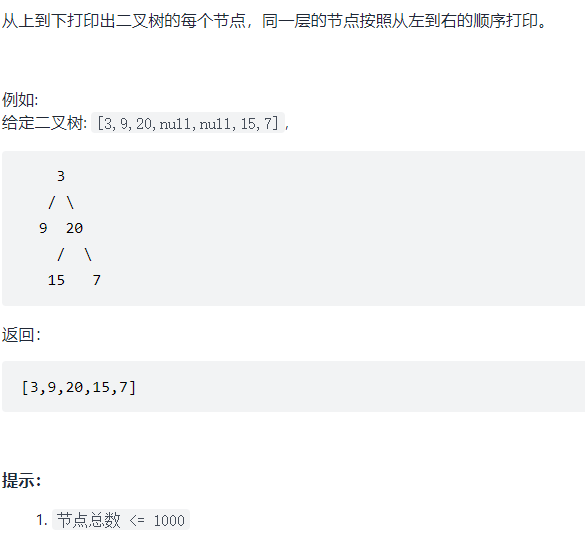 从上到下打印出二叉树的每个节点，同一层的节点按照从左到右的顺序打印。
例如:
给定二叉树: [3,9,20,null,null,15,7],
    3
   / \
  9  20
    /  \
   15   7
返回：
[3,9,20,15,7]
提示：
1. 节点总数 <= 1000